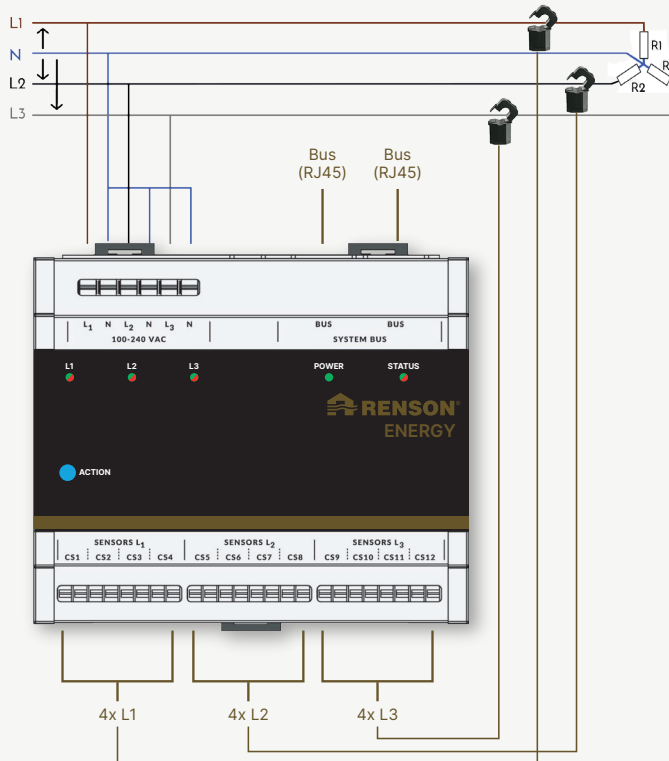 L1
R1
N
R
L2
R2
L3
Bus
(RJ45)
Bus
(RJ45)
L1 N L2 N L3 N
100-240 VAC
BUS BUS
SYSTEM BUS
L1 L2 L3 POWER STATUS
RENSON®
ENERGY
ACTION
SENSORS L1 SENSORS L2 SENSORS L3
CS1 CS2 CS3 CS4 CS5 CS6 CS7 CS8 CS9 CS10 CS11 CS12
4x L1 4x L2 4x L3